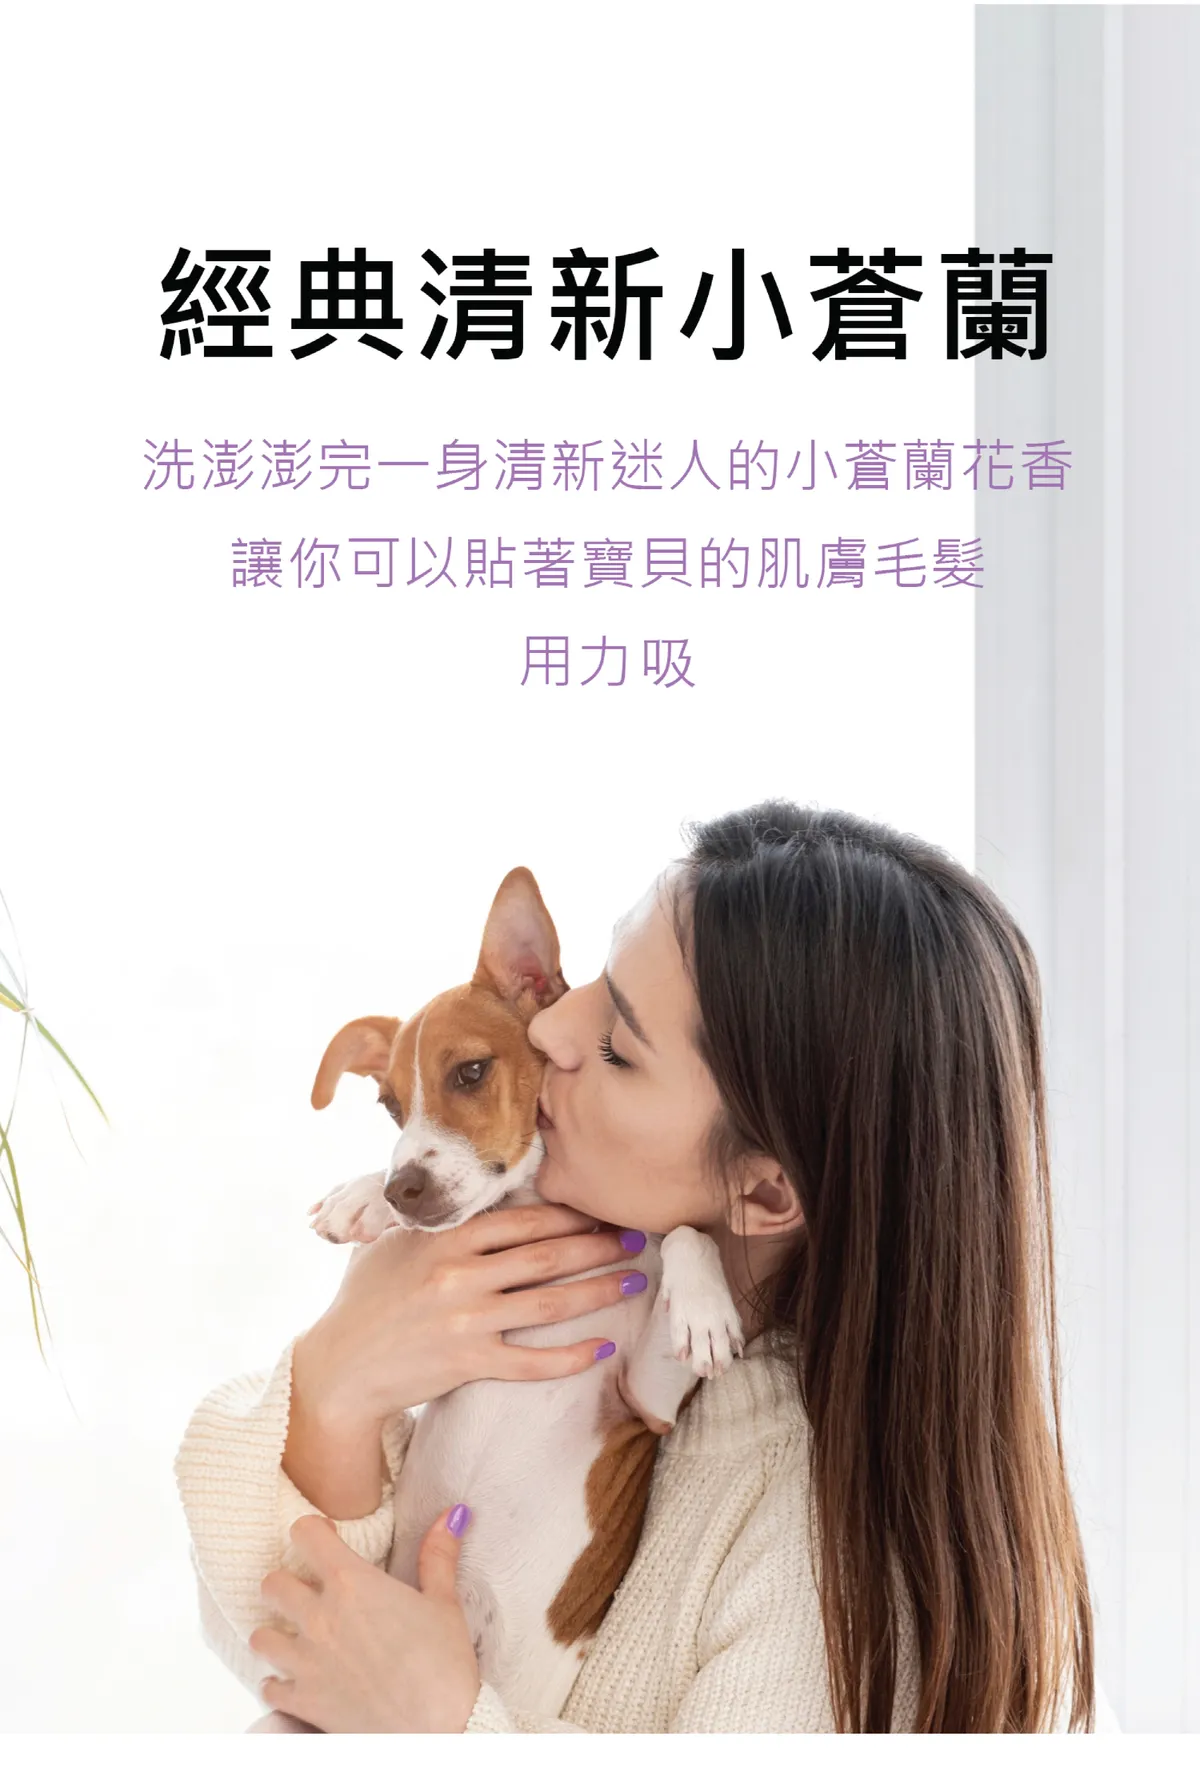 經典清新小蒼蘭
洗澎澎完一身清新迷人的小蒼蘭花香
讓你可以貼著寶貝的肌膚毛髮
用力吸